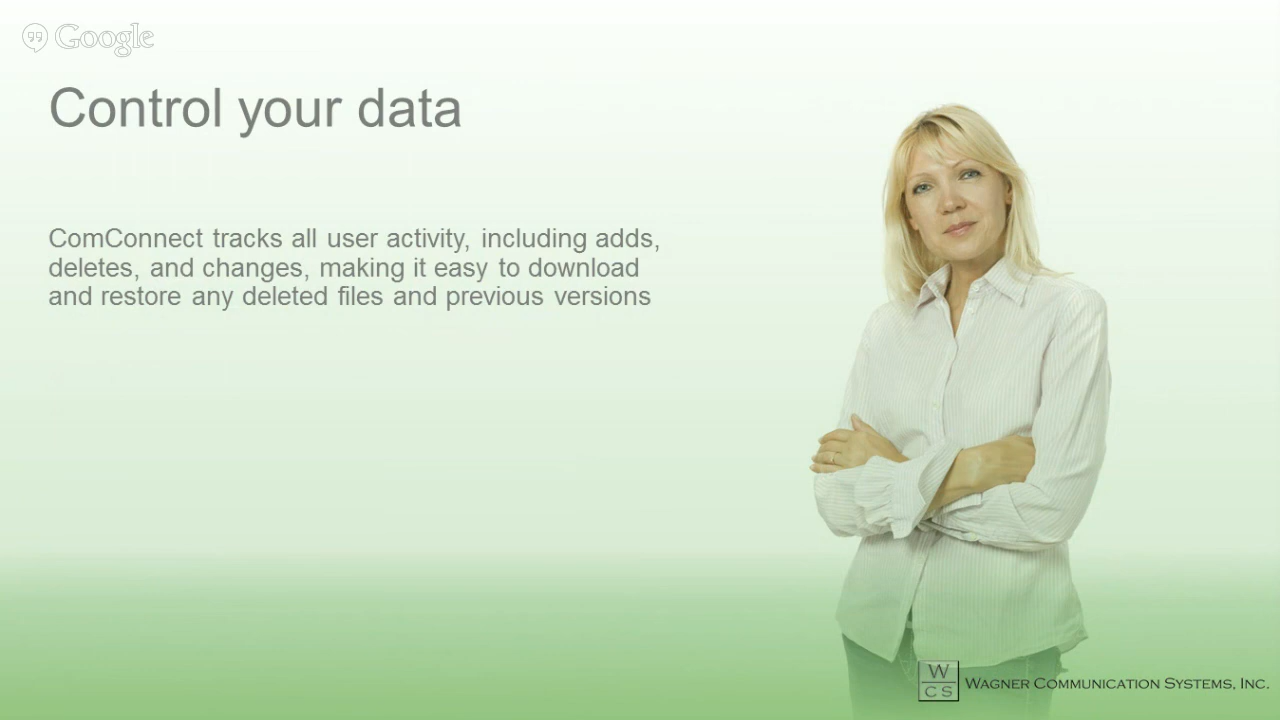 Google
Control your data
ComConnect tracks all user activity, including adds,
deletes, and changes, making it easy to download
and restore any deleted files and previous versions
W
CS
WAGNER COMMUNICATION SYSTEMS, INC.